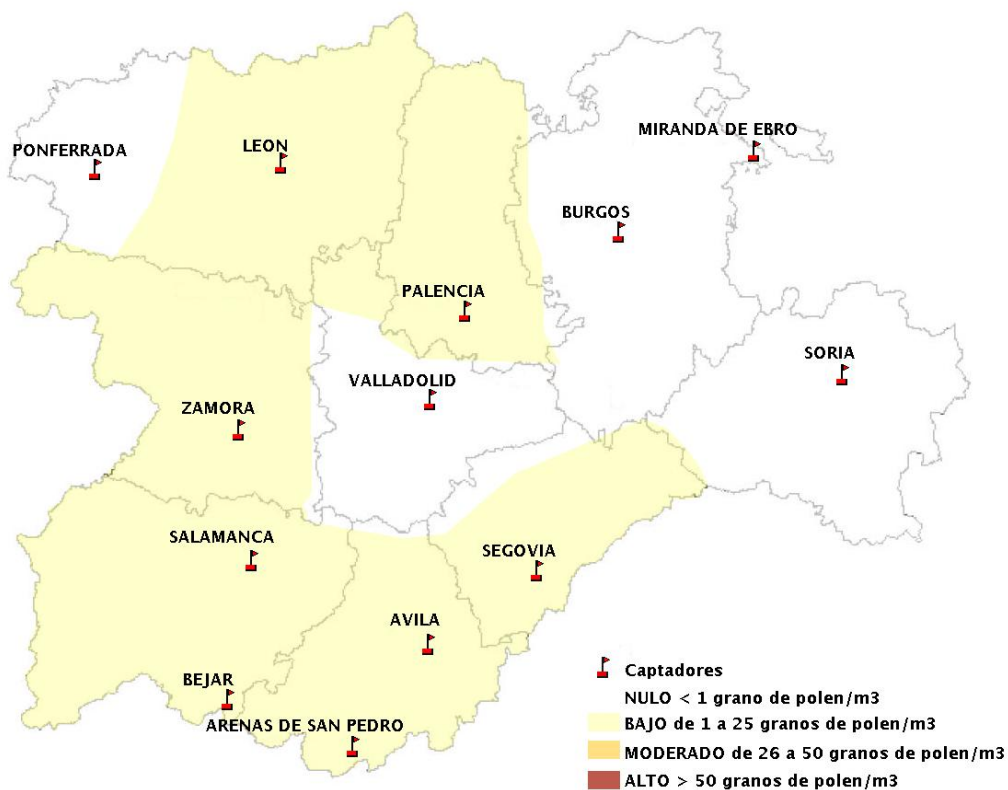 MIRANDA DE EBRO
PONFERRADA
LEON
BURGOS
PALENCIA
SORIA
VALLADOLID
ZAMORA
SALAMANCA
SEGOVIA
AVILA
BEJAR
ARENAS DE SAN PEDRO
Captadores
NULO < 1 grano de polen/m3
BAJO de 1 a 25 granos de polen/m3
MODERADO de 26 a 50 granos de polen/m3
ALTO > 50 granos de polen/m3